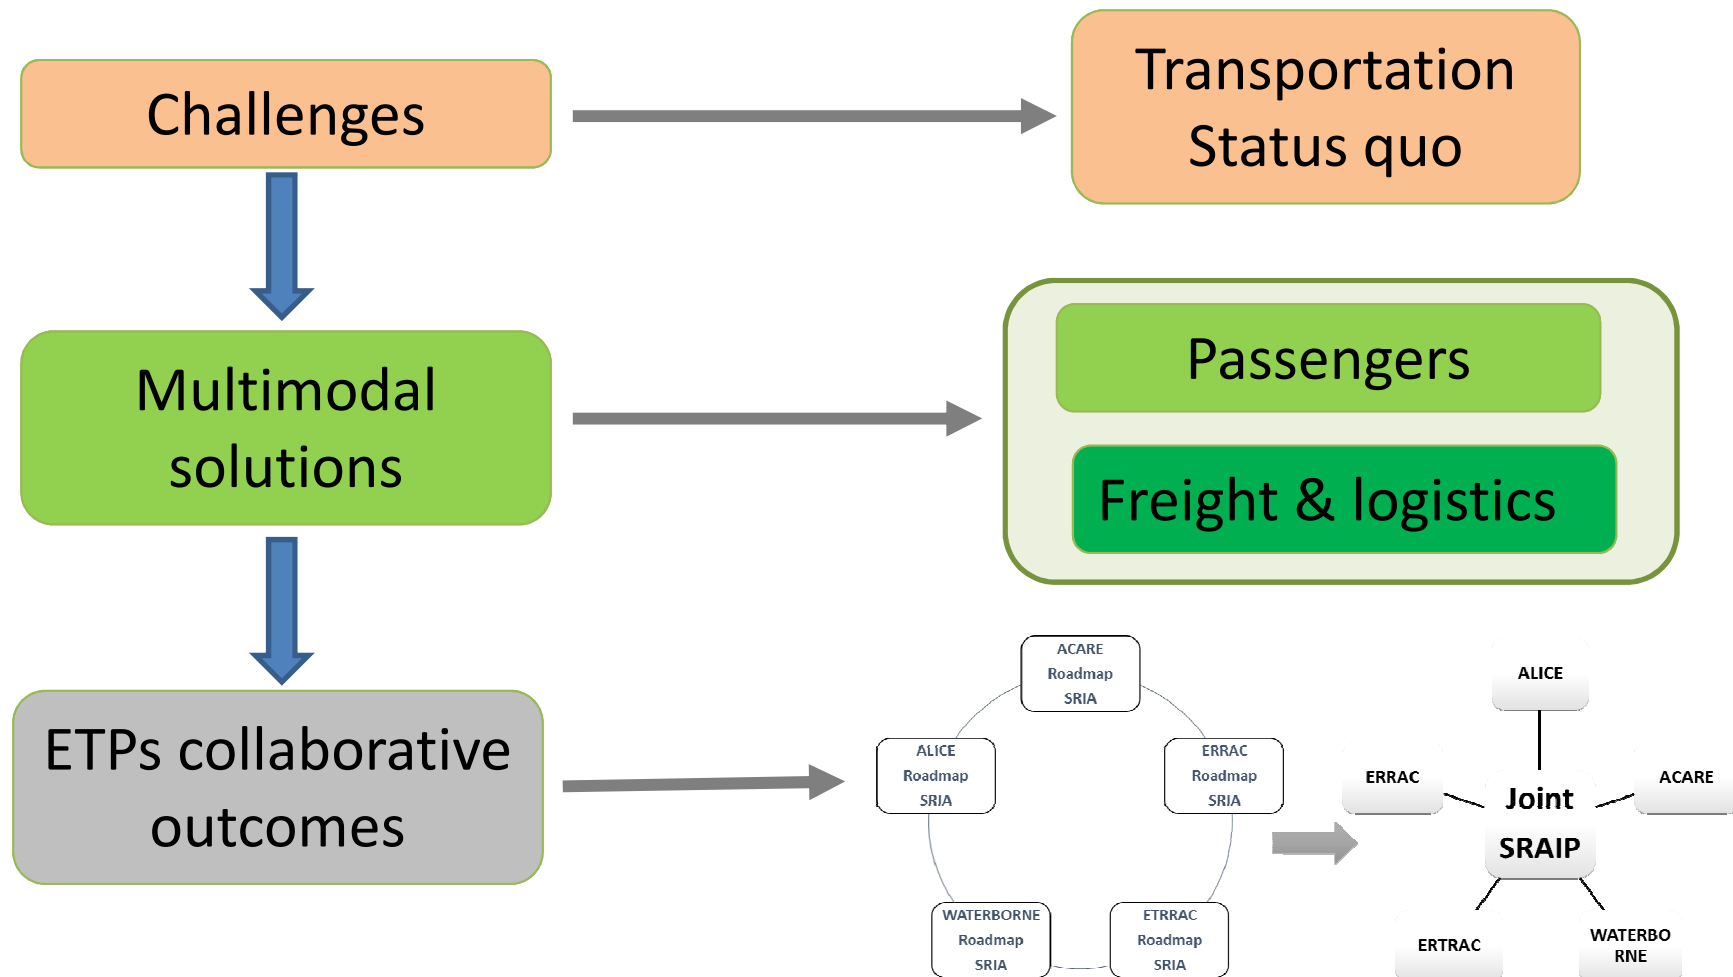 Challenges
Transportation
Status quo
Multimodal
solutions
Passengers
Freight & logistics
ETPs collaborative
outcomes
ACARE
Roadmap
SRIA
ALICE
Roadmap
SRIA
ERRAC
Roadmap
SRIA
WATERBORNE
Roadmap
SRIA
ETRRAC
Roadmap
SRIA
ALICE
ERRAC
ACARE
Joint
SRAIP
ERTRAC
WATERBO
RNE